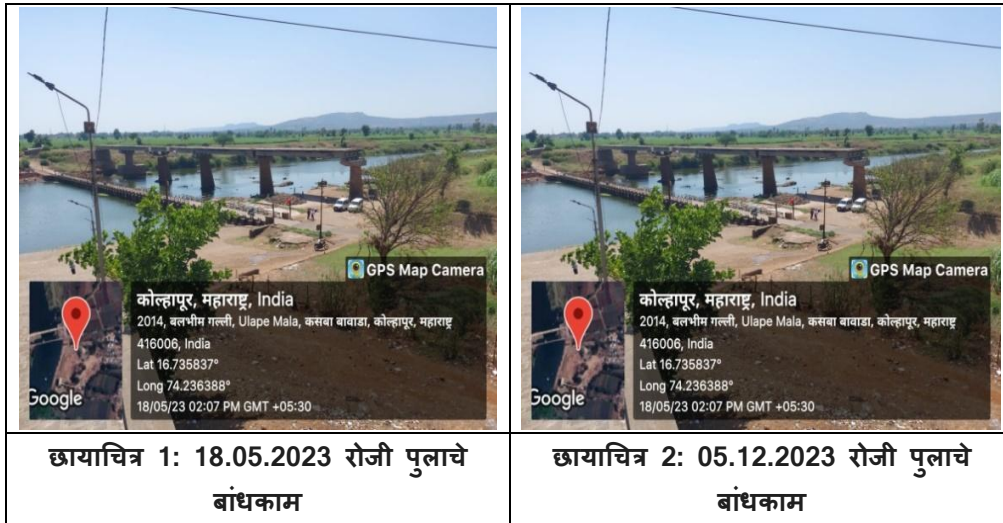 GPS Map Camera
कोल्हापूर, महाराष्ट्र, India
2014, बलभीम गल्ली, Ulape Mala, कसबा बावाडा, कोल्हापूर, महाराष्ट्र
416006, India
Lat 16.735837°
Long 74.236388°
18/05/23 02:07 PM GMT +05:30
Google
छायाचित्र 1: 18.05.2023 रोजी पुलाचे
बांधकाम
GPS Map Camera
कोल्हापूर, महाराष्ट्र, India
2014, बलभीम गल्ली, Ulape Mala, कसबा बावाडा, कोल्हापूर, महाराष्ट्र
416006, India
Lat 16.735837°
Long 74.236388°
18/05/23 02:07 PM GMT +05:30
Google
छायाचित्र 2: 05.12.2023 रोजी पुलाचे
बांधकाम